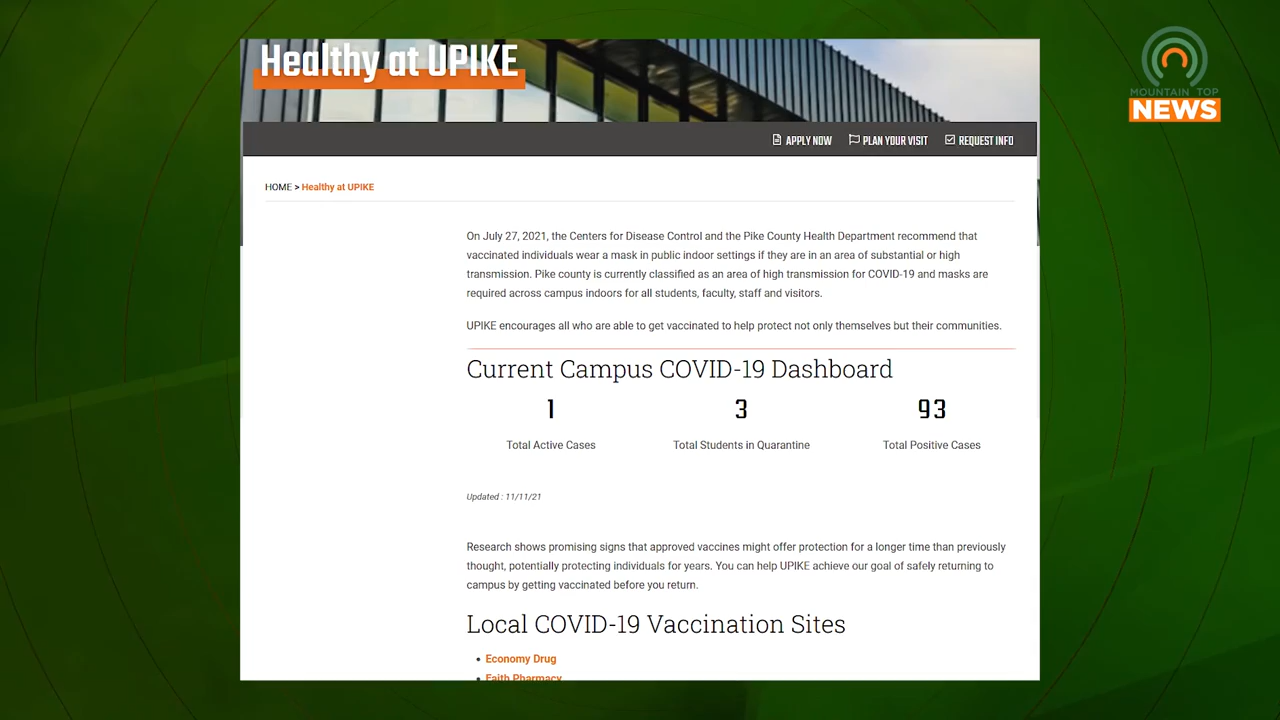 Healthy at UPIKE
MOUNTAIN TOP
NEWS
APPLY NOW PLAN YOUR VISIT REQUEST INFO
HOME > Healthy at UPIKE
On July 27, 2021, the Centers for Disease Control and the Pike County Health Department recommend that
vaccinated individuals wear a mask in public indoor settings if they are in an area of substantial or high
transmission. Pike county is currently classified as an area of high transmission for COVID-19 and masks are
required across campus indoors for all students, faculty, staff and visitors.
UPIKE encourages all who are able to get vaccinated to help protect not only themselves but their communities.
Current Campus COVID-19 Dashboard
1 3 93
Total Active Cases Total Students in Quarantine Total Positive Cases
Updated : 11/11/21
Research shows promising signs that approved vaccines might offer protection for a longer time than previously
thought, potentially protecting individuals for years. You can help UPIKE achieve our goal of safely returning to
campus by getting vaccinated before you return.
Local COVID-19 Vaccination Sites
• Economy Drug
• Faith Pharmacy